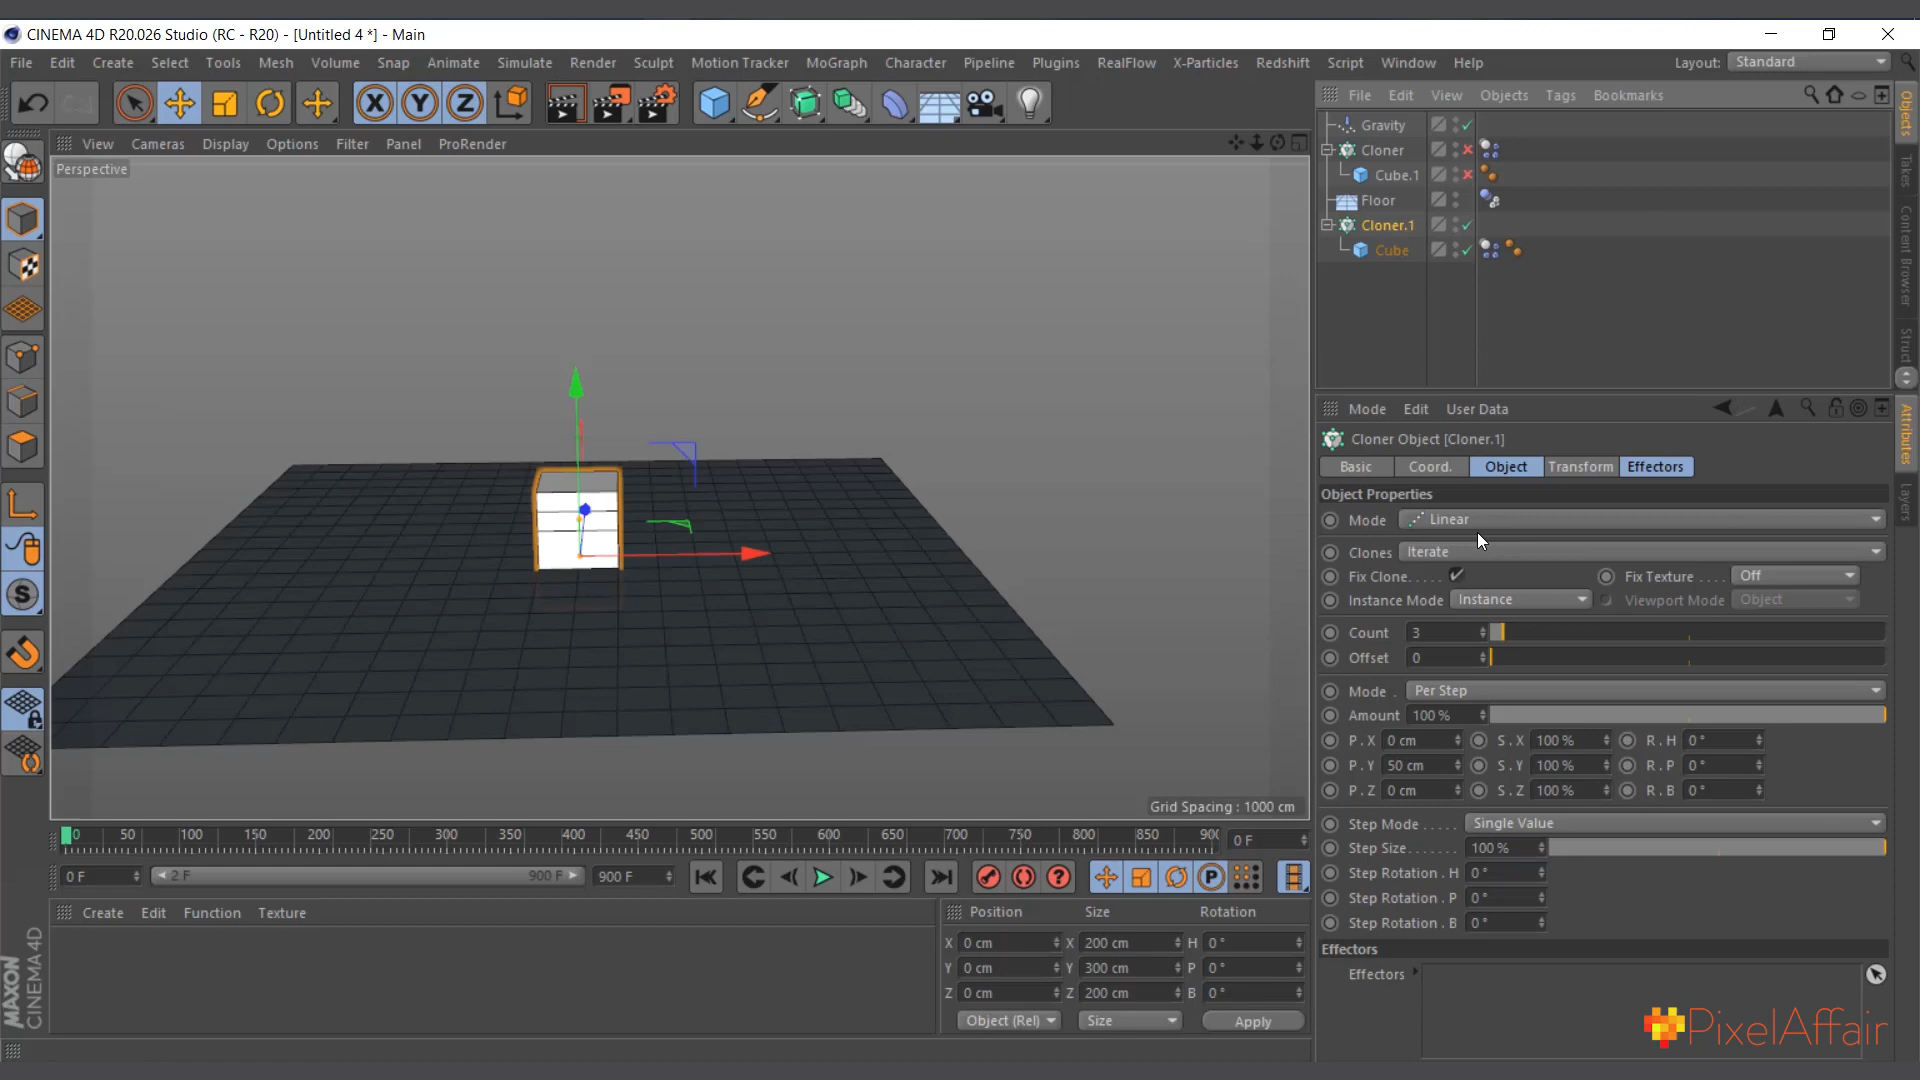 CINEMA 4D R20.026 Studio (RC - R20) - [Untitled 4 *] - Main
File Edit Create Select Tools Mesh Volume Snap Animate Simulate Render Sculpt Motion Tracker MoGraph Character Pipeline Plugins RealFlow X-Particles Redshift Script Window Help Layout: Standard
X Y Z
File Edit View Objects Tags Bookmarks
View Cameras Display Options Filter Panel ProRender
Perspective
Gravity
Cloner
Cube.1
Floor
Cloner.1
Cube
Objects
Takes
Content Browser
Struct
Attributes
Layers
Mode Edit User Data
Cloner Object [Cloner.1]
Basic Coord. Object Transform Effectors
Object Properties
Mode Linear
Clones Iterate
Fix Clone..... Fix Texture .... Off
Instance Mode Instance Viewport Mode Object
Count 3
Offset 0
Mode . Per Step
Amount 100 %
P . X 0 cm S . X 100 % R . H 0 °
P . Y 50 cm S . Y 100 % R . P 0 °
P . Z 0 cm S . Z 100 % R . B 0 °
Step Mode ..... Single Value
Step Size....... 100 %
Step Rotation . H 0 °
Step Rotation . P 0 °
Step Rotation . B 0 °
Effectors
Effectors
PixelAffair
S
Grid Spacing : 1000 cm
0 50 100 150 200 250 300 350 400 450 500 550 600 650 700 750 800 850 90 0 F
0 F 2 F 900 F 900 F
P
Create Edit Function Texture
Position Size Rotation
X 0 cm X 200 cm H 0 °
Y 0 cm Y 300 cm P 0 °
Z 0 cm Z 200 cm B 0 °
Object (Rel) Size Apply
MAXON
CINEMA 4D